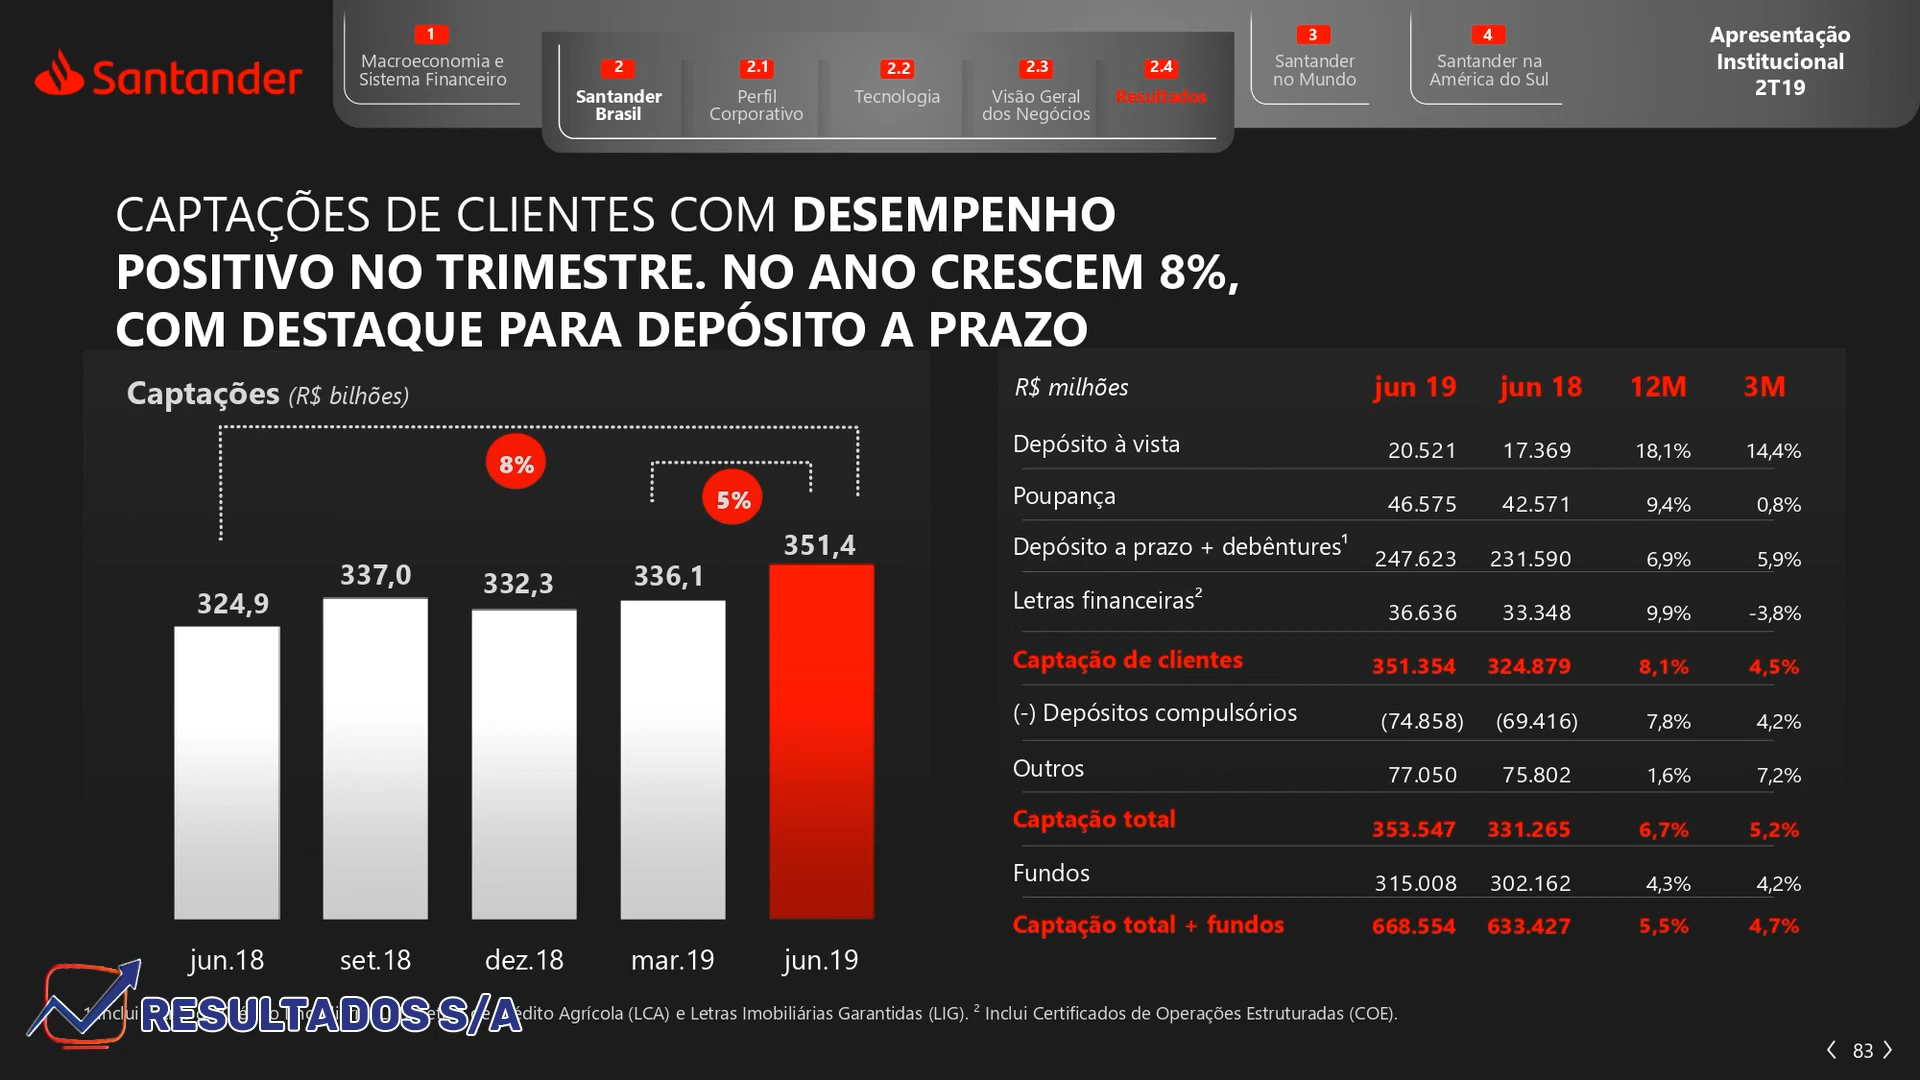 Santander
1
Macroeconomia e
Sistema Financeiro
2
Santander
Brasil
2.1
Perfil
Corporativo
2.2
Tecnologia
2.3
Visão Geral
dos Negócios
2.4
Resultados
3
Santander
no Mundo
4
Santander na
América do Sul
Apresentação
Institucional
2T19
CAPTAÇÕES DE CLIENTES COM DESEMPENHO
POSITIVO NO TRIMESTRE. NO ANO CRESCEM 8%,
COM DESTAQUE PARA DEPÓSITO A PRAZO
Captações (R$ bilhões)
8%
5%
324,9
337,0
332,3
336,1
351,4
jun.18
set.18
dez.18
mar.19
jun.19
R$ milhões jun 19 jun 18 12M 3M
Depósito à vista 20.521 17.369 18,1% 14,4%
Poupança 46.575 42.571 9,4% 0,8%
Depósito a prazo + debêntures¹ 247.623 231.590 6,9% 5,9%
Letras financeiras² 36.636 33.348 9,9% -3,8%
Captação de clientes 351.354 324.879 8,1% 4,5%
(-) Depósitos compulsórios (74.858) (69.416) 7,8% 4,2%
Outros 77.050 75.802 1,6% 7,2%
Captação total 353.547 331.265 6,7% 5,2%
Fundos 315.008 302.162 4,3% 4,2%
Captação total + fundos 668.554 633.427 5,5% 4,7%
RESULTADOS S/A
Agrícola (LCA) e Letras Imobiliárias Garantidas (LIG). ² Inclui Certificados de Operações Estruturadas (COE).
83